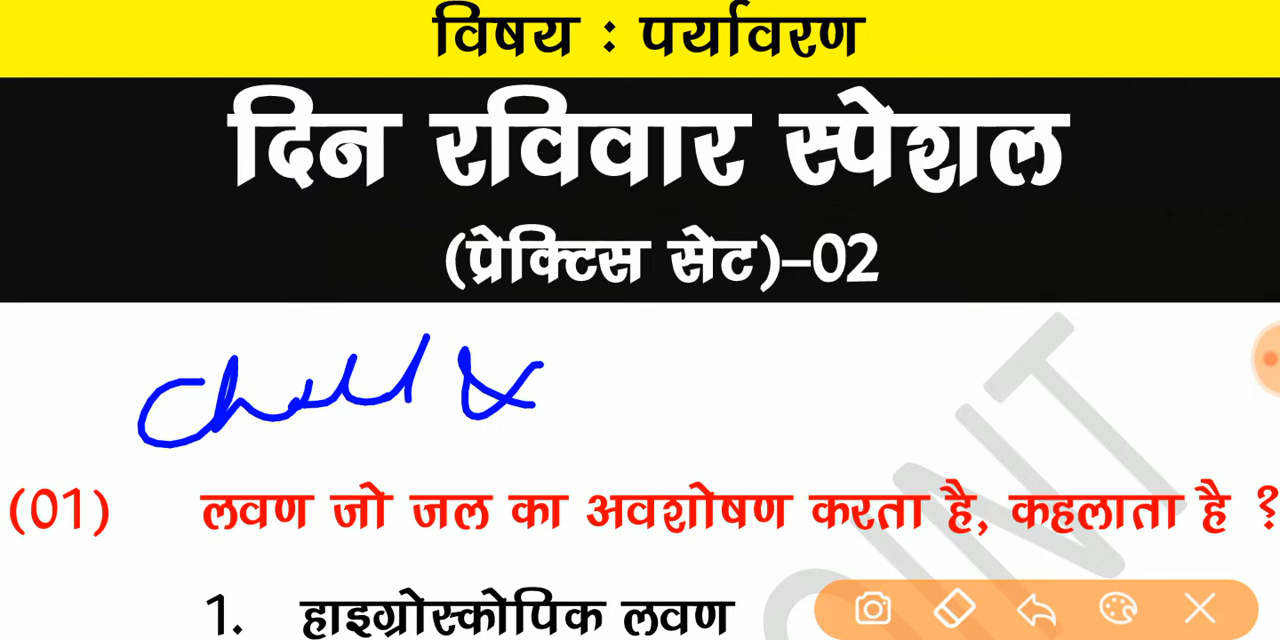 विषय : पर्यावरण
दिन रविवार स्पेशल
(प्रेक्टिस सेट)–02
(01) लवण जो जल का अवशोषण करता है, कहलाता है ?
1. हाइग्रोस्कोपिक लवण